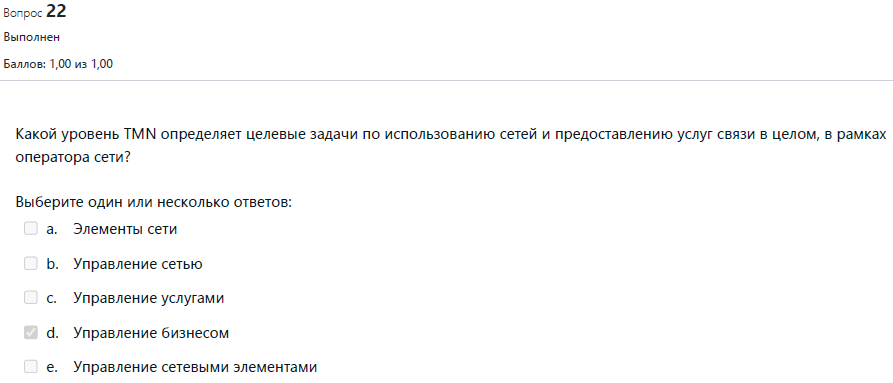 Вопрос 22
Выполнен
Баллов: 1,00 из 1,00
Какой уровень TMN определяет целевые задачи по использованию сетей и предоставлению услуг связи в целом, в рамках
оператора сети?
Выберите один или несколько ответов:
a. Элементы сети
b. Управление сетью
c. Управление услугами
d. Управление бизнесом
e. Управление сетевыми элементами